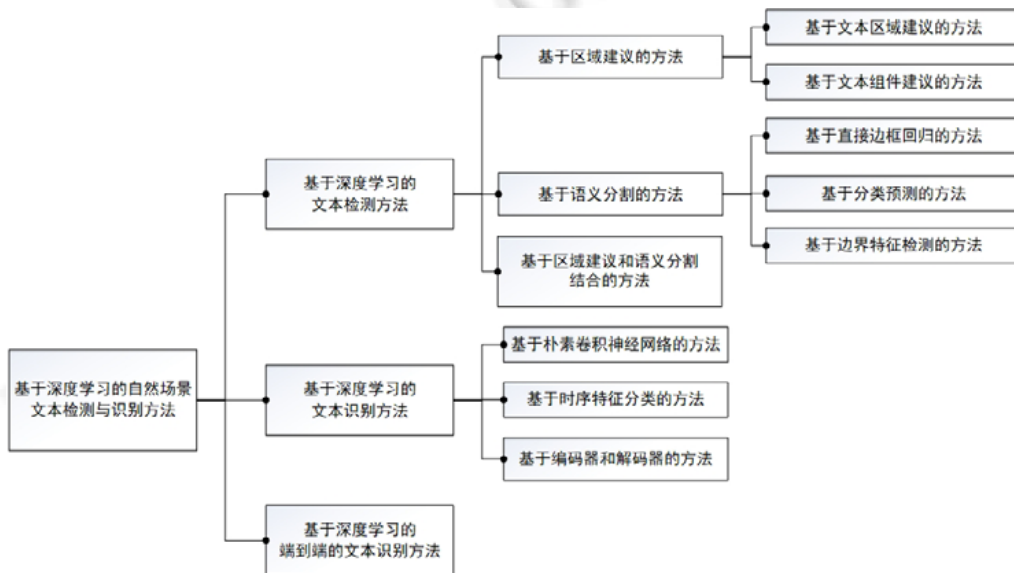 基于深度学习的自然场景
文本检测与识别方法
基于深度学习的
文本检测方法
基于区域建议的方法
基于文本区域建议的方法
基于文本组件建议的方法
基于语义分割的方法
基于直接边框回归的方法
基于分类预测的方法
基于边界特征检测的方法
基于区域建议和语义分割
结合的方法
基于深度学习的
文本识别方法
基于朴素卷积神经网络的方法
基于时序特征分类的方法
基于编码器和解码器的方法
基于深度学习的
端到端的文本识别方法